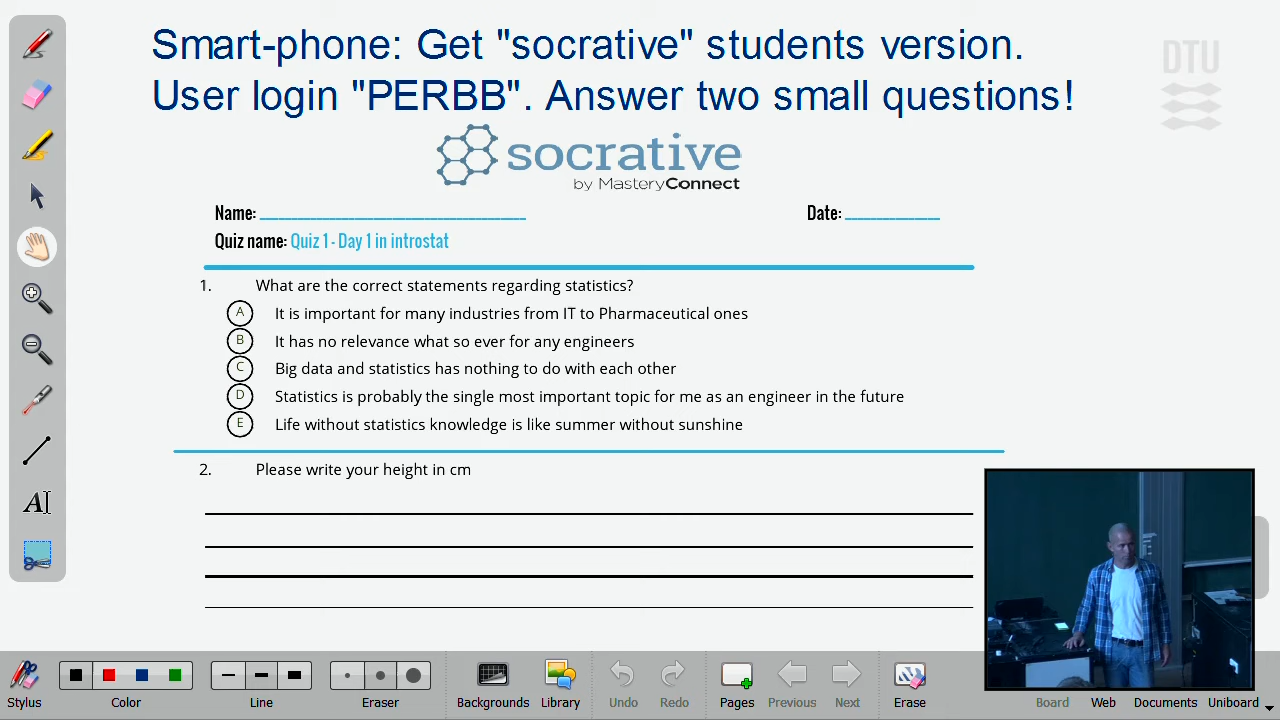 Smart-phone: Get "socrative" students version.
User login "PERBB". Answer two small questions!
DTU
socrative
by MasteryConnect
Name: Date:
Quiz name: Quiz 1 - Day 1 in introstat
1. What are the correct statements regarding statistics?
A It is important for many industries from IT to Pharmaceutical ones
B It has no relevance what so ever for any engineers
C Big data and statistics has nothing to do with each other
D Statistics is probably the single most important topic for me as an engineer in the future
E Life without statistics knowledge is like summer without sunshine
2. Please write your height in cm
AI
Stylus Color Line Eraser Backgrounds Library Undo Redo Pages Previous Next Erase Board Web Documents Uniboard